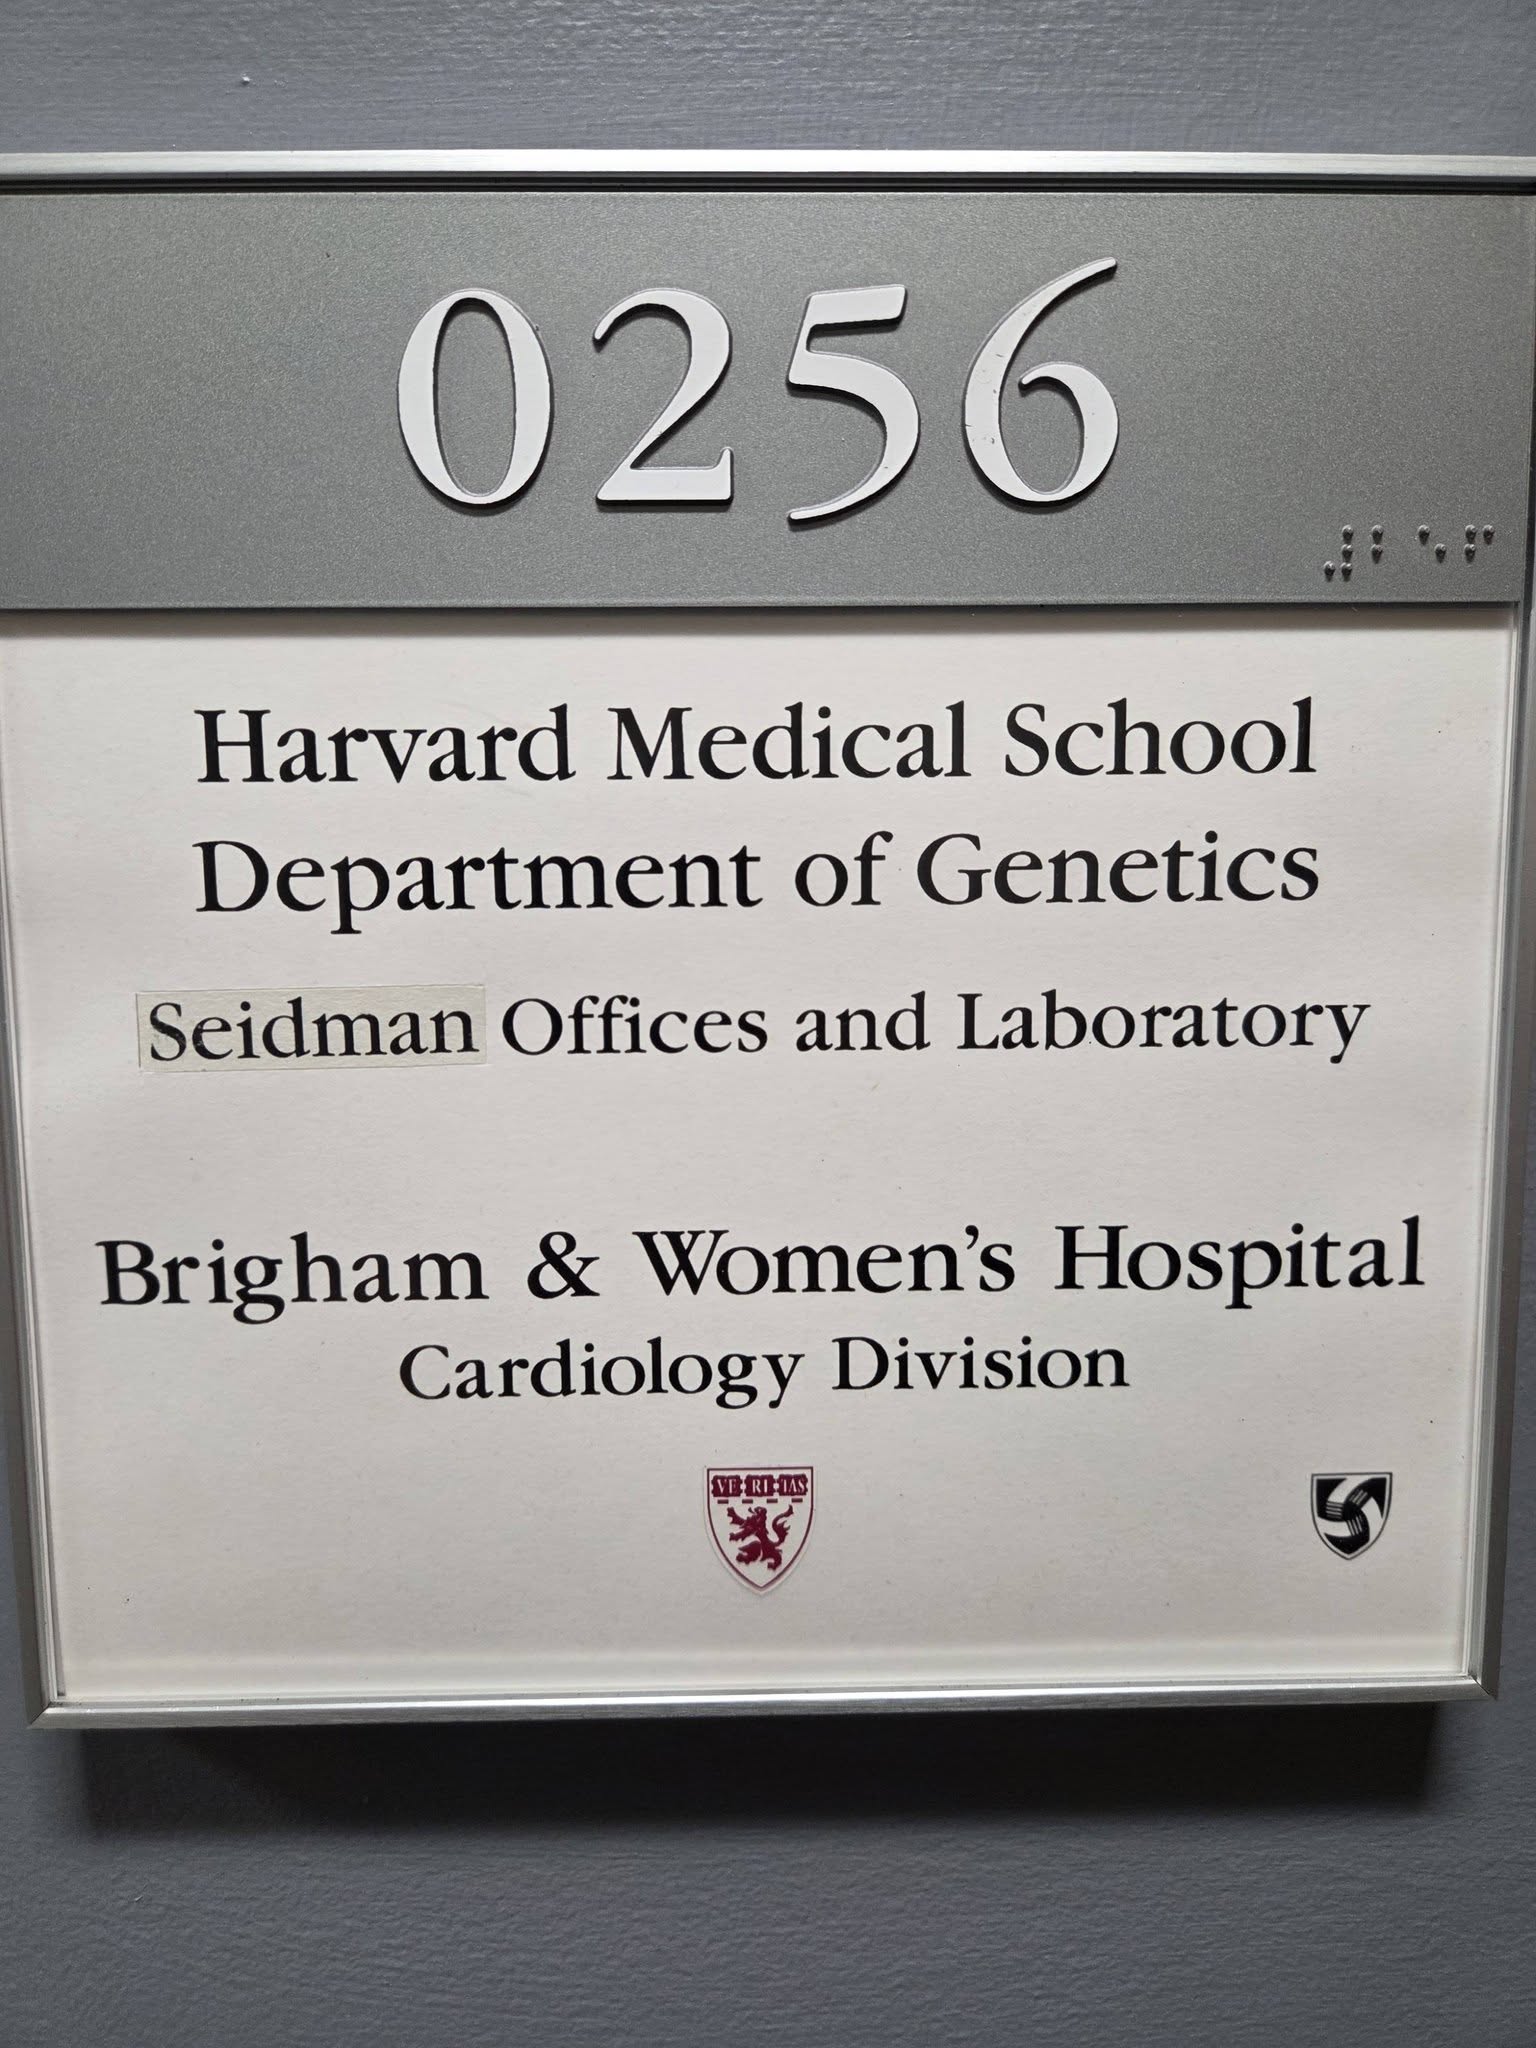 0256
⠼⠃⠑⠋
Harvard Medical School
Department of Genetics
Seidman Offices and Laboratory
Brigham & Women's Hospital
Cardiology Division
VE RI TAS